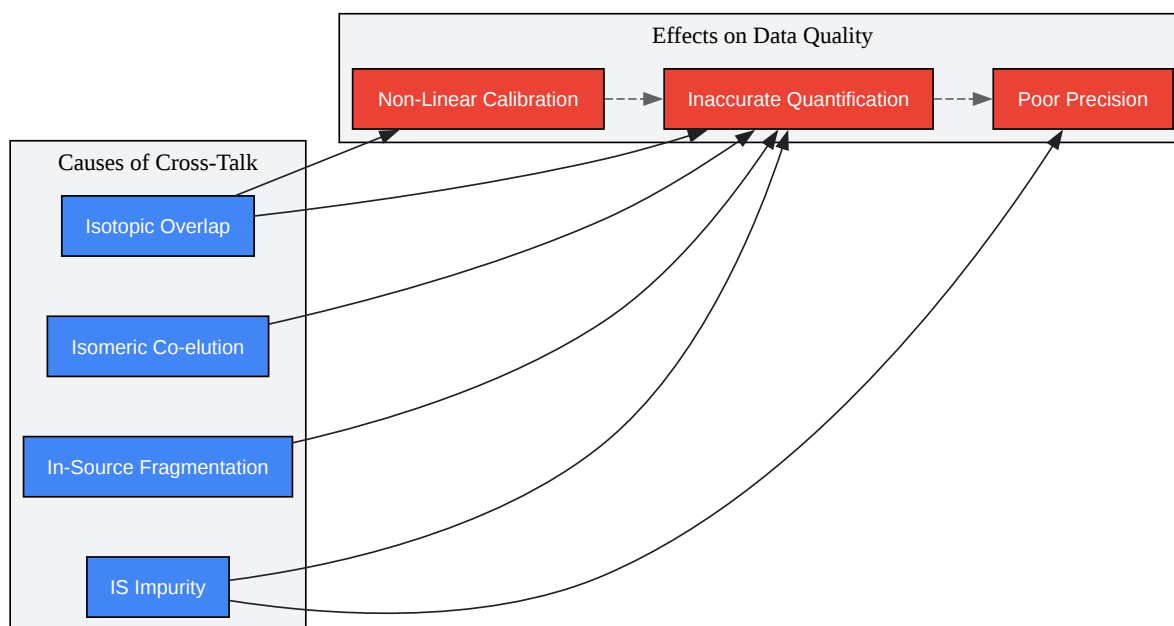 Effects on Data Quality
Non-Linear Calibration
Inaccurate Quantification
Poor Precision
Causes of Cross-Talk
Isotopic Overlap
Isomeric Co-elution
In-Source Fragmentation
IS Impurity